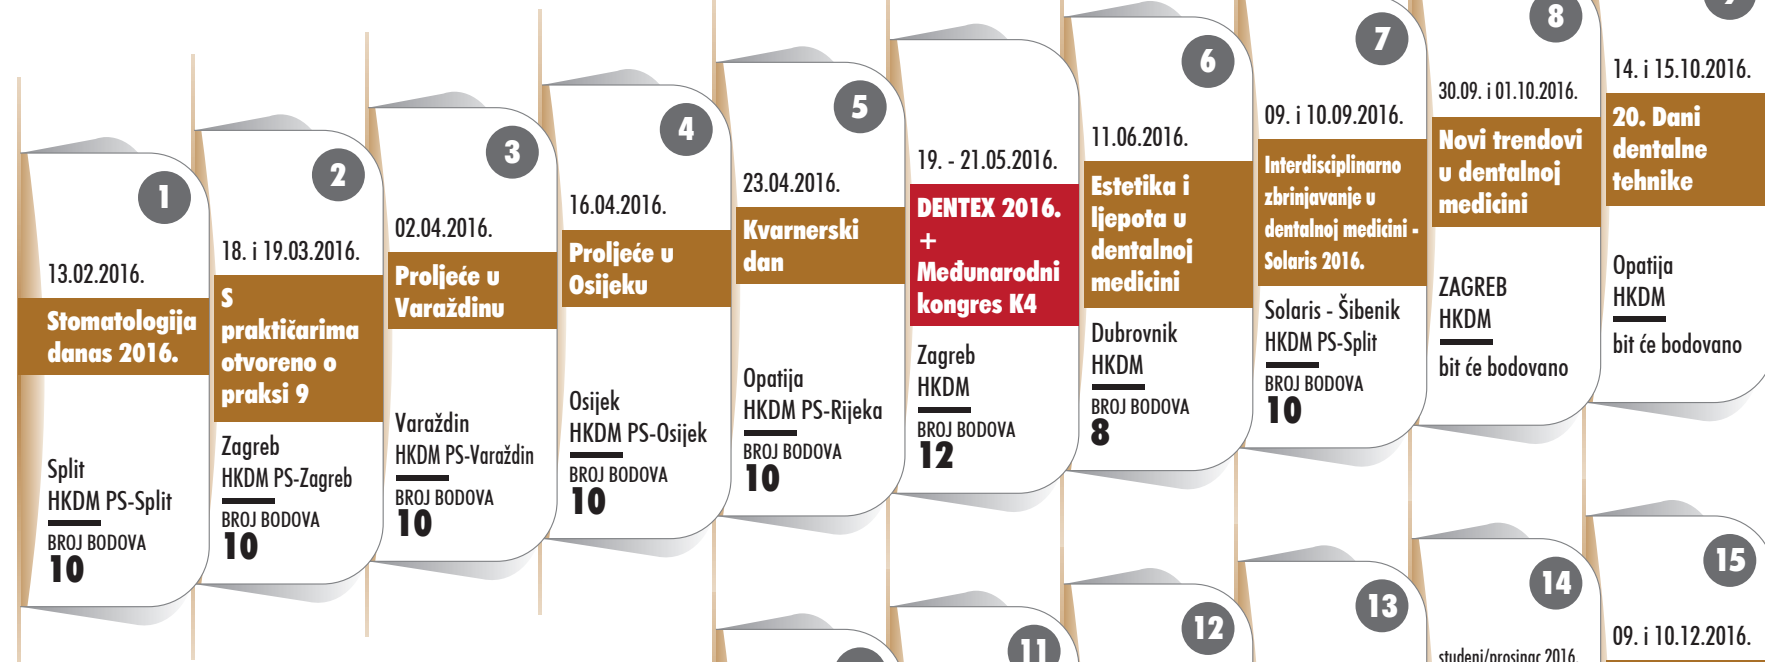 1
13.02.2016.
Stomatologija
danas 2016.
Split
HKDM PS-Split
BROJ BODOVA
10
2
18. i 19.03.2016.
S
praktičarima
otvoreno o
praksi 9
Zagreb
HKDM PS-Zagreb
BROJ BODOVA
10
3
02.04.2016.
Proljeće u
Varaždinu
Varaždin
HKDM PS-Varaždin
BROJ BODOVA
10
4
16.04.2016.
Proljeće u
Osijeku
Osijek
HKDM PS-Osijek
BROJ BODOVA
10
5
23.04.2016.
Kvarnerski
dan
Opatija
HKDM PS-Rijeka
BROJ BODOVA
10
19. - 21.05.2016.
DENTEX 2016.
+
Međunarodni
kongres K4
Zagreb
HKDM
BROJ BODOVA
12
6
11.06.2016.
Estetika i
ljepota u
dentalnoj
medicini
Dubrovnik
HKDM
BROJ BODOVA
8
7
09. i 10.09.2016.
Interdisciplinarno
zbrinjavanje u
dentalnoj medicini -
Solaris 2016.
Solaris - Šibenik
HKDM PS-Split
BROJ BODOVA
10
8
30.09. i 01.10.2016.
Novi trendovi
u dentalnoj
medicini
ZAGREB
HKDM
bit će bodovano
14. i 15.10.2016.
20. Dani
dentalne
tehnike
Opatija
HKDM
bit će bodovano
11
12
13
14
studeni/prosinac 2016.
15
09. i 10.12.2016.